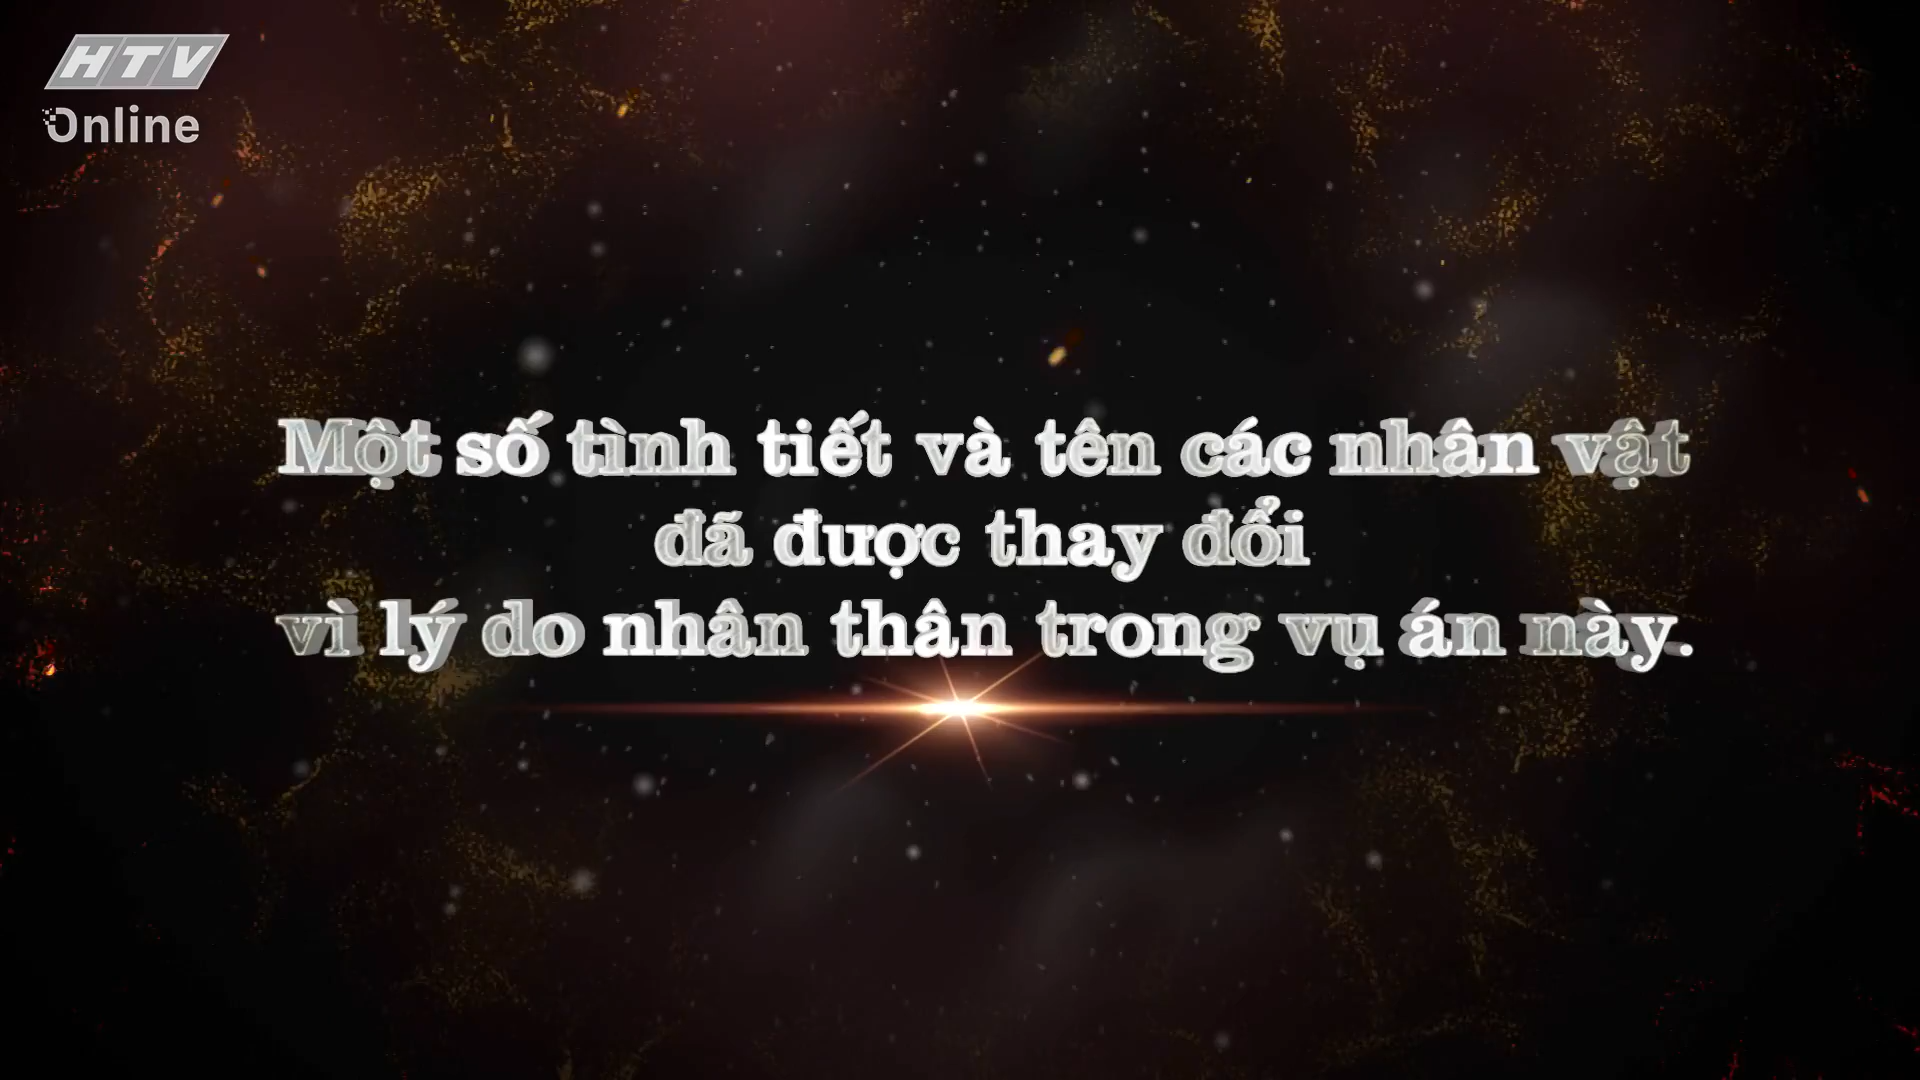 HTV
Online
Một số tình tiết và tên các nhân vật
đã được thay đổi
vì lý do nhân thân trong vụ án này.